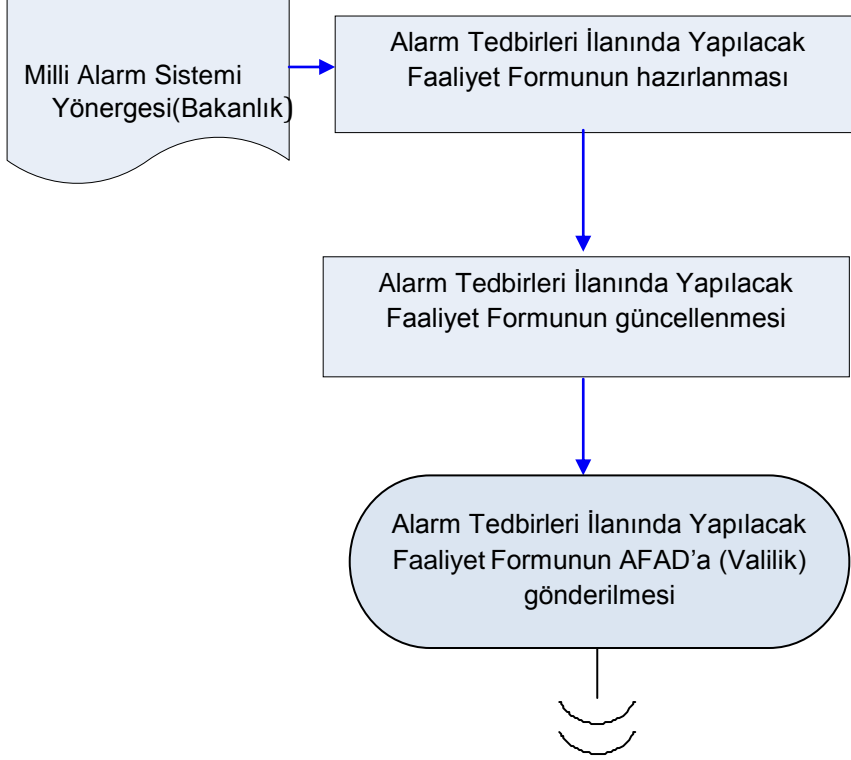 Milli Alarm Sistemi
Yönergesi(Bakanlık)
Alarm Tedbirleri İlanında Yapılacak
Faaliyet Formunun hazırlanması
Alarm Tedbirleri İlanında Yapılacak
Faaliyet Formunun güncellenmesi
Alarm Tedbirleri İlanında Yapılacak
Faaliyet Formunun AFAD’a (Valilik)
gönderilmesi